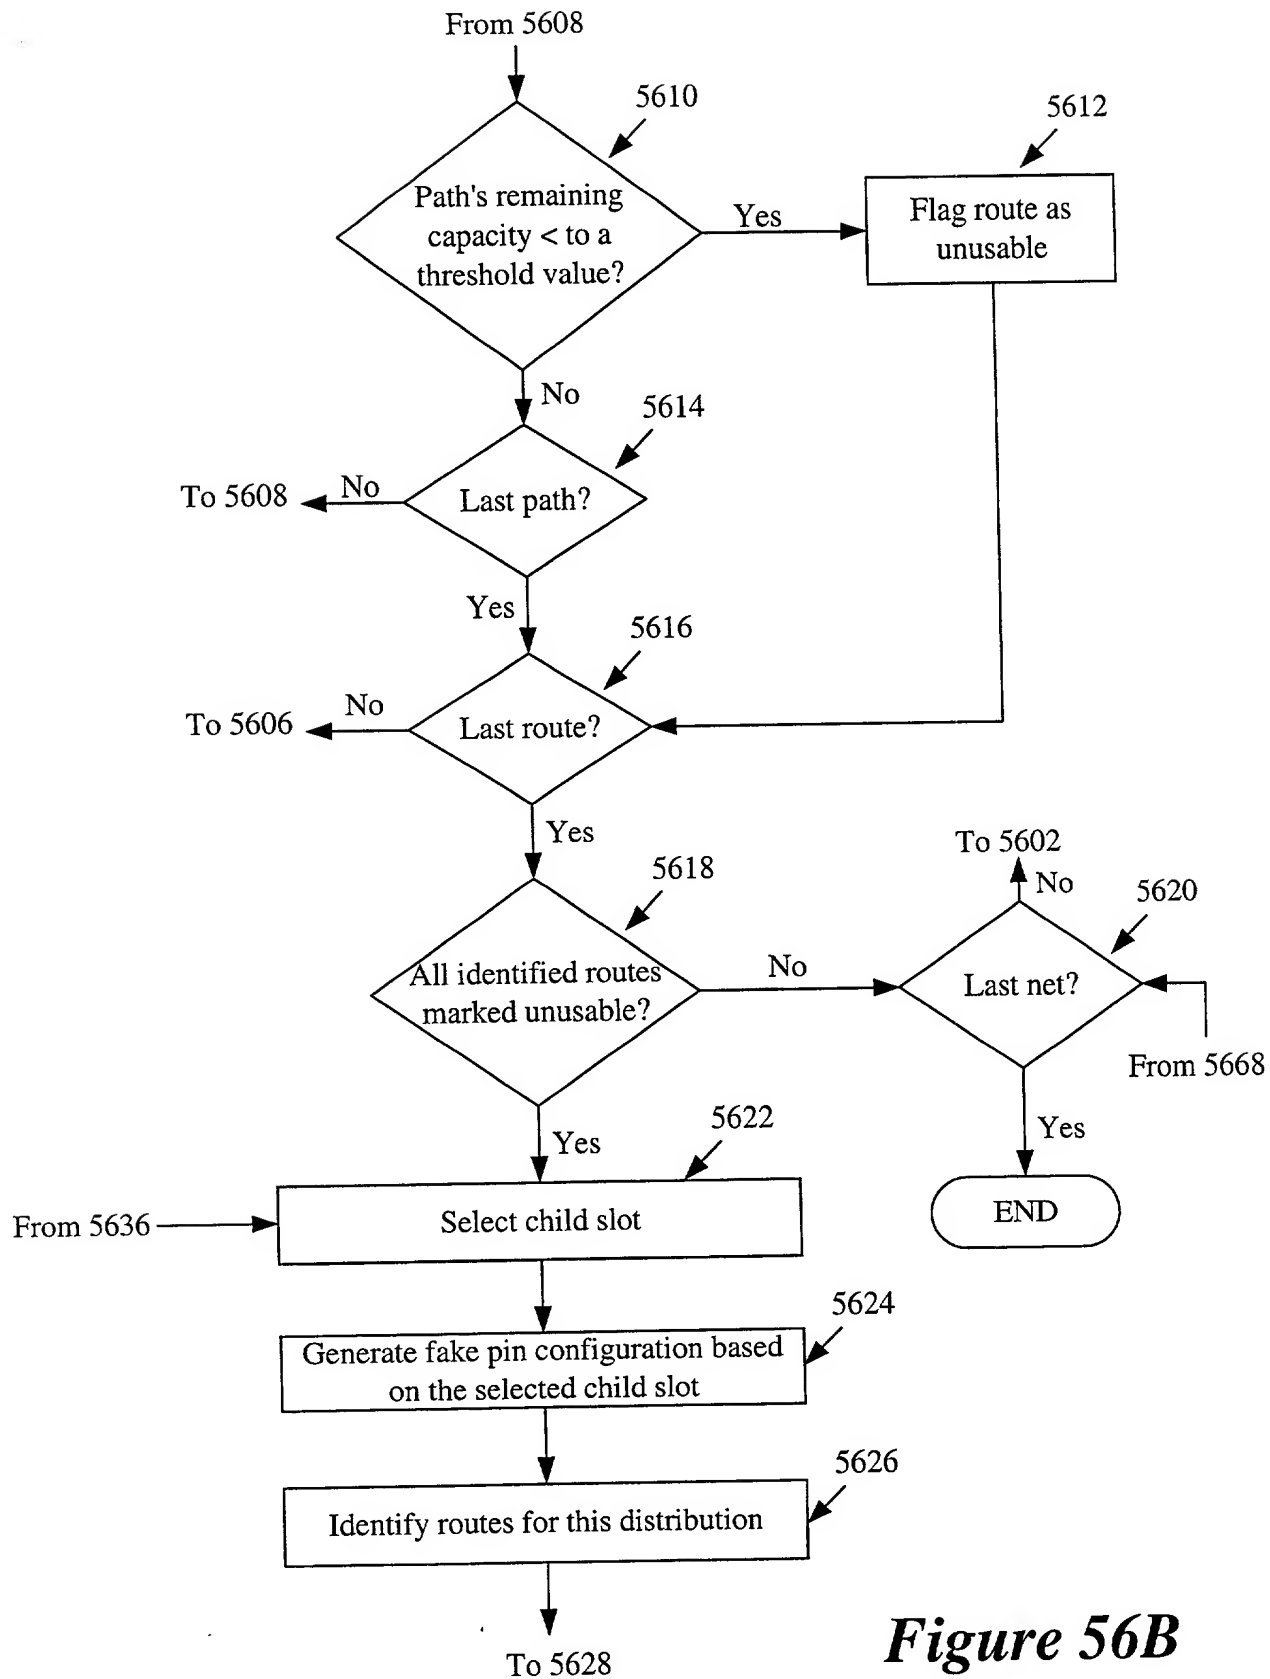 From 5608
5610
5612
Path's remaining
capacity < to a
threshold value?
Yes
Flag route as
unusable
No
5614
To 5608
No
Last path?
Yes
5616
To 5606
No
Last route?
Yes
To 5602
No
5618
5620
All identified routes
marked unusable?
No
Last net?
From 5668
Yes
Yes
5622
From 5636
Select child slot
END
5624
Generate fake pin configuration based
on the selected child slot
5626
Identify routes for this distribution
To 5628
Figure 56B